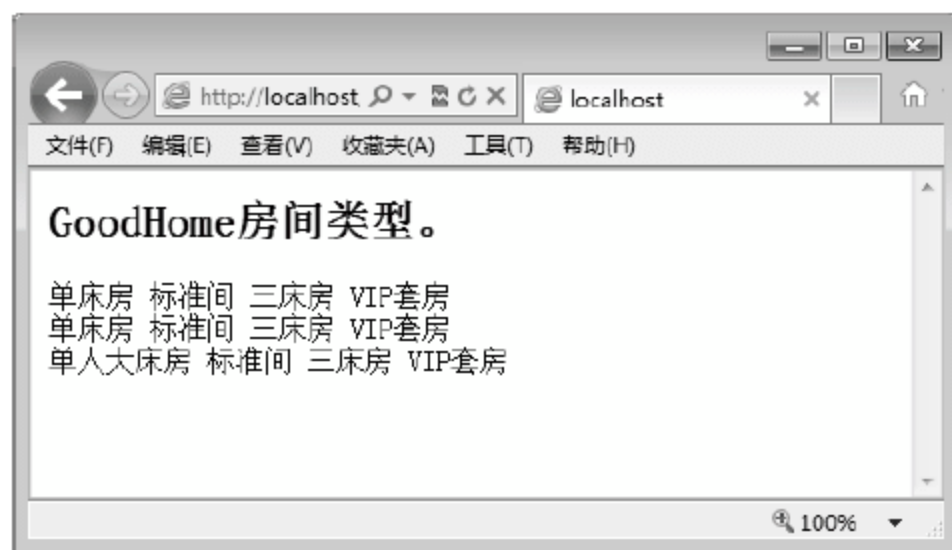 http://localhost
localhost
文件(F) 编辑(E) 查看(V) 收藏夹(A) 工具(T) 帮助(H)
GoodHome房间类型。
单床房 标准间 三床房 VIP套房
单床房 标准间 三床房 VIP套房
单人大床房 标准间 三床房 VIP套房
100%